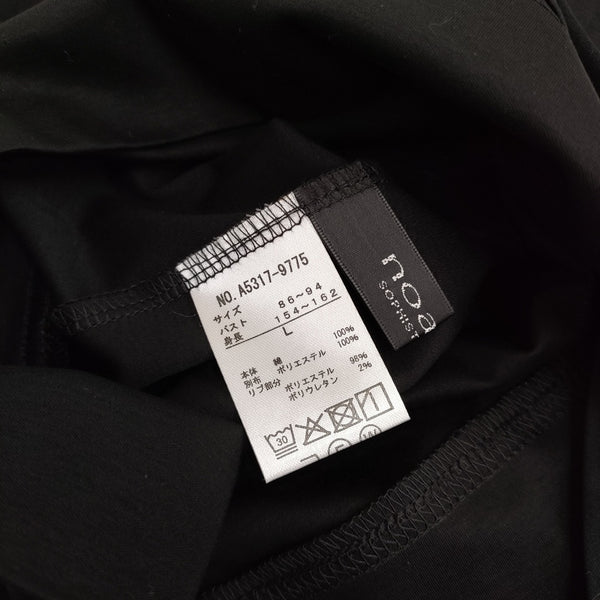 NO. A5317-9775
サイズ
バスト 86~94
身長 154~162
L
本体 綿 100%
別布 ポリエステル 100%
リブ部分 ポリエステル 98%
ポリウレタン 2%
30
noa
SOPHIST